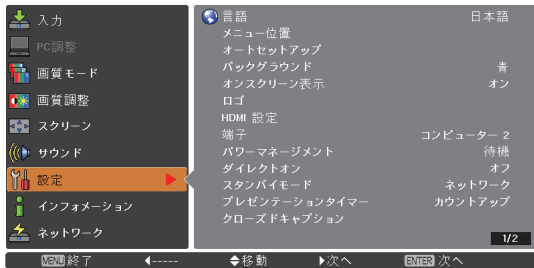 入力
PC調整
画質モード
画質調整
スクリーン
サウンド
設定
インフォメーション
ネットワーク
言語 日本語
メニュー位置
オートセットアップ
バックグラウンド 青
オンスクリーン表示 オン
ロゴ
HDMI 設定
端子 コンピューター 2
パワーマネージメント 待機
ダイレクトオン オフ
スタンバイモード ネットワーク
プレゼンテーションタイマー カウントアップ
クローズドキャプション
1/2
MENU 終了 ◀----- ◆移動 ▶次へ ENTER 次へ